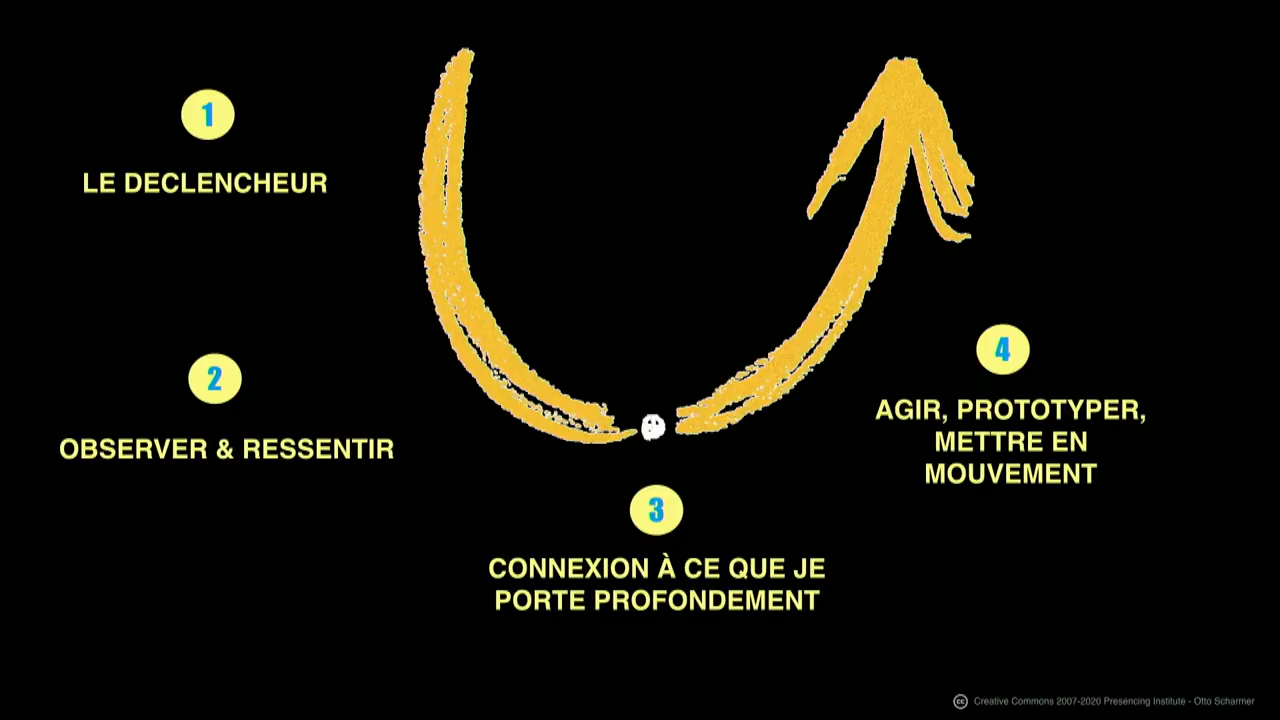 1
LE DECLENCHEUR
2
OBSERVER & RESSENTIR
3
CONNEXION À CE QUE JE
PORTE PROFONDEMENT
4
AGIR, PROTOTYPER,
METTRE EN
MOUVEMENT
cc Creative Commons 2007-2020 Presencing Institute - Otto Scharmer